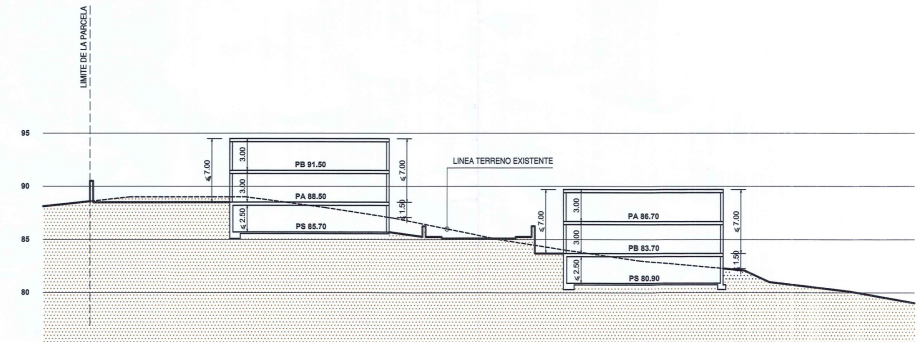 LIMITE DE LA PARCELA
95
90
85
80
≤ 7.00
3.00
3.00
≤ 2.50
PB 91.50
PA 88.50
PS 85.70
≤ 7.00
≤ 1.50
LINEA TERRENO EXISTENTE
≤ 7.00
3.00
3.00
≤ 2.50
PA 86.70
PB 83.70
PS 80.90
≤ 7.00
1.50